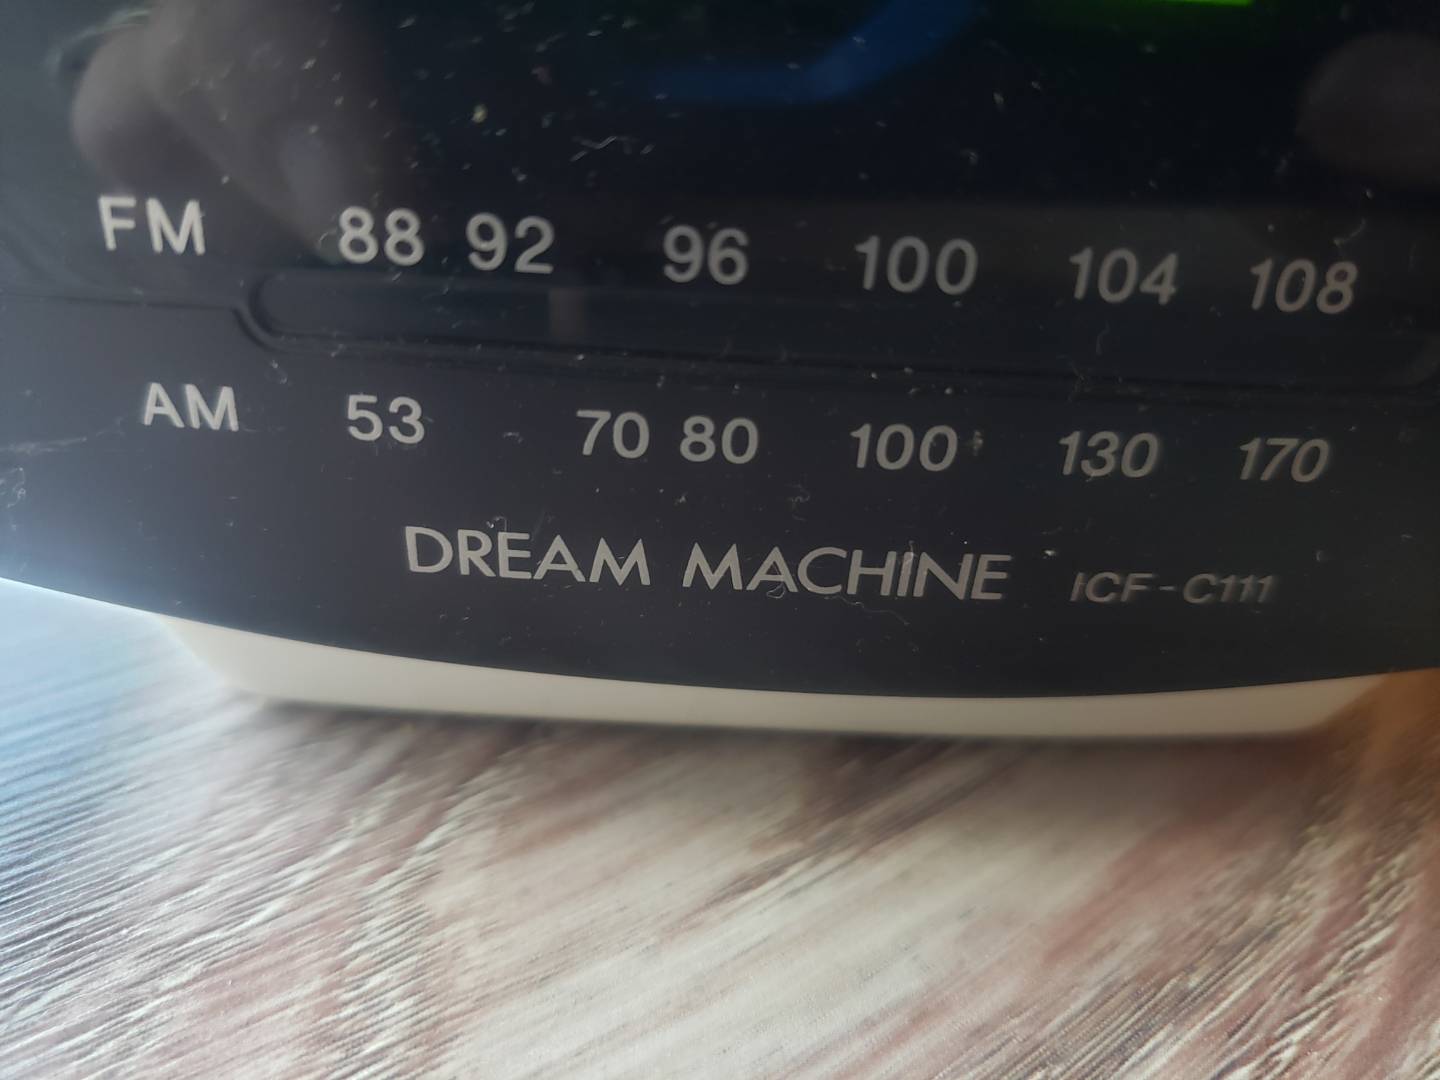 FM 88 92 96 100 104 108
AM 53 70 80 100 130 170
DREAM MACHINE ICF-C111